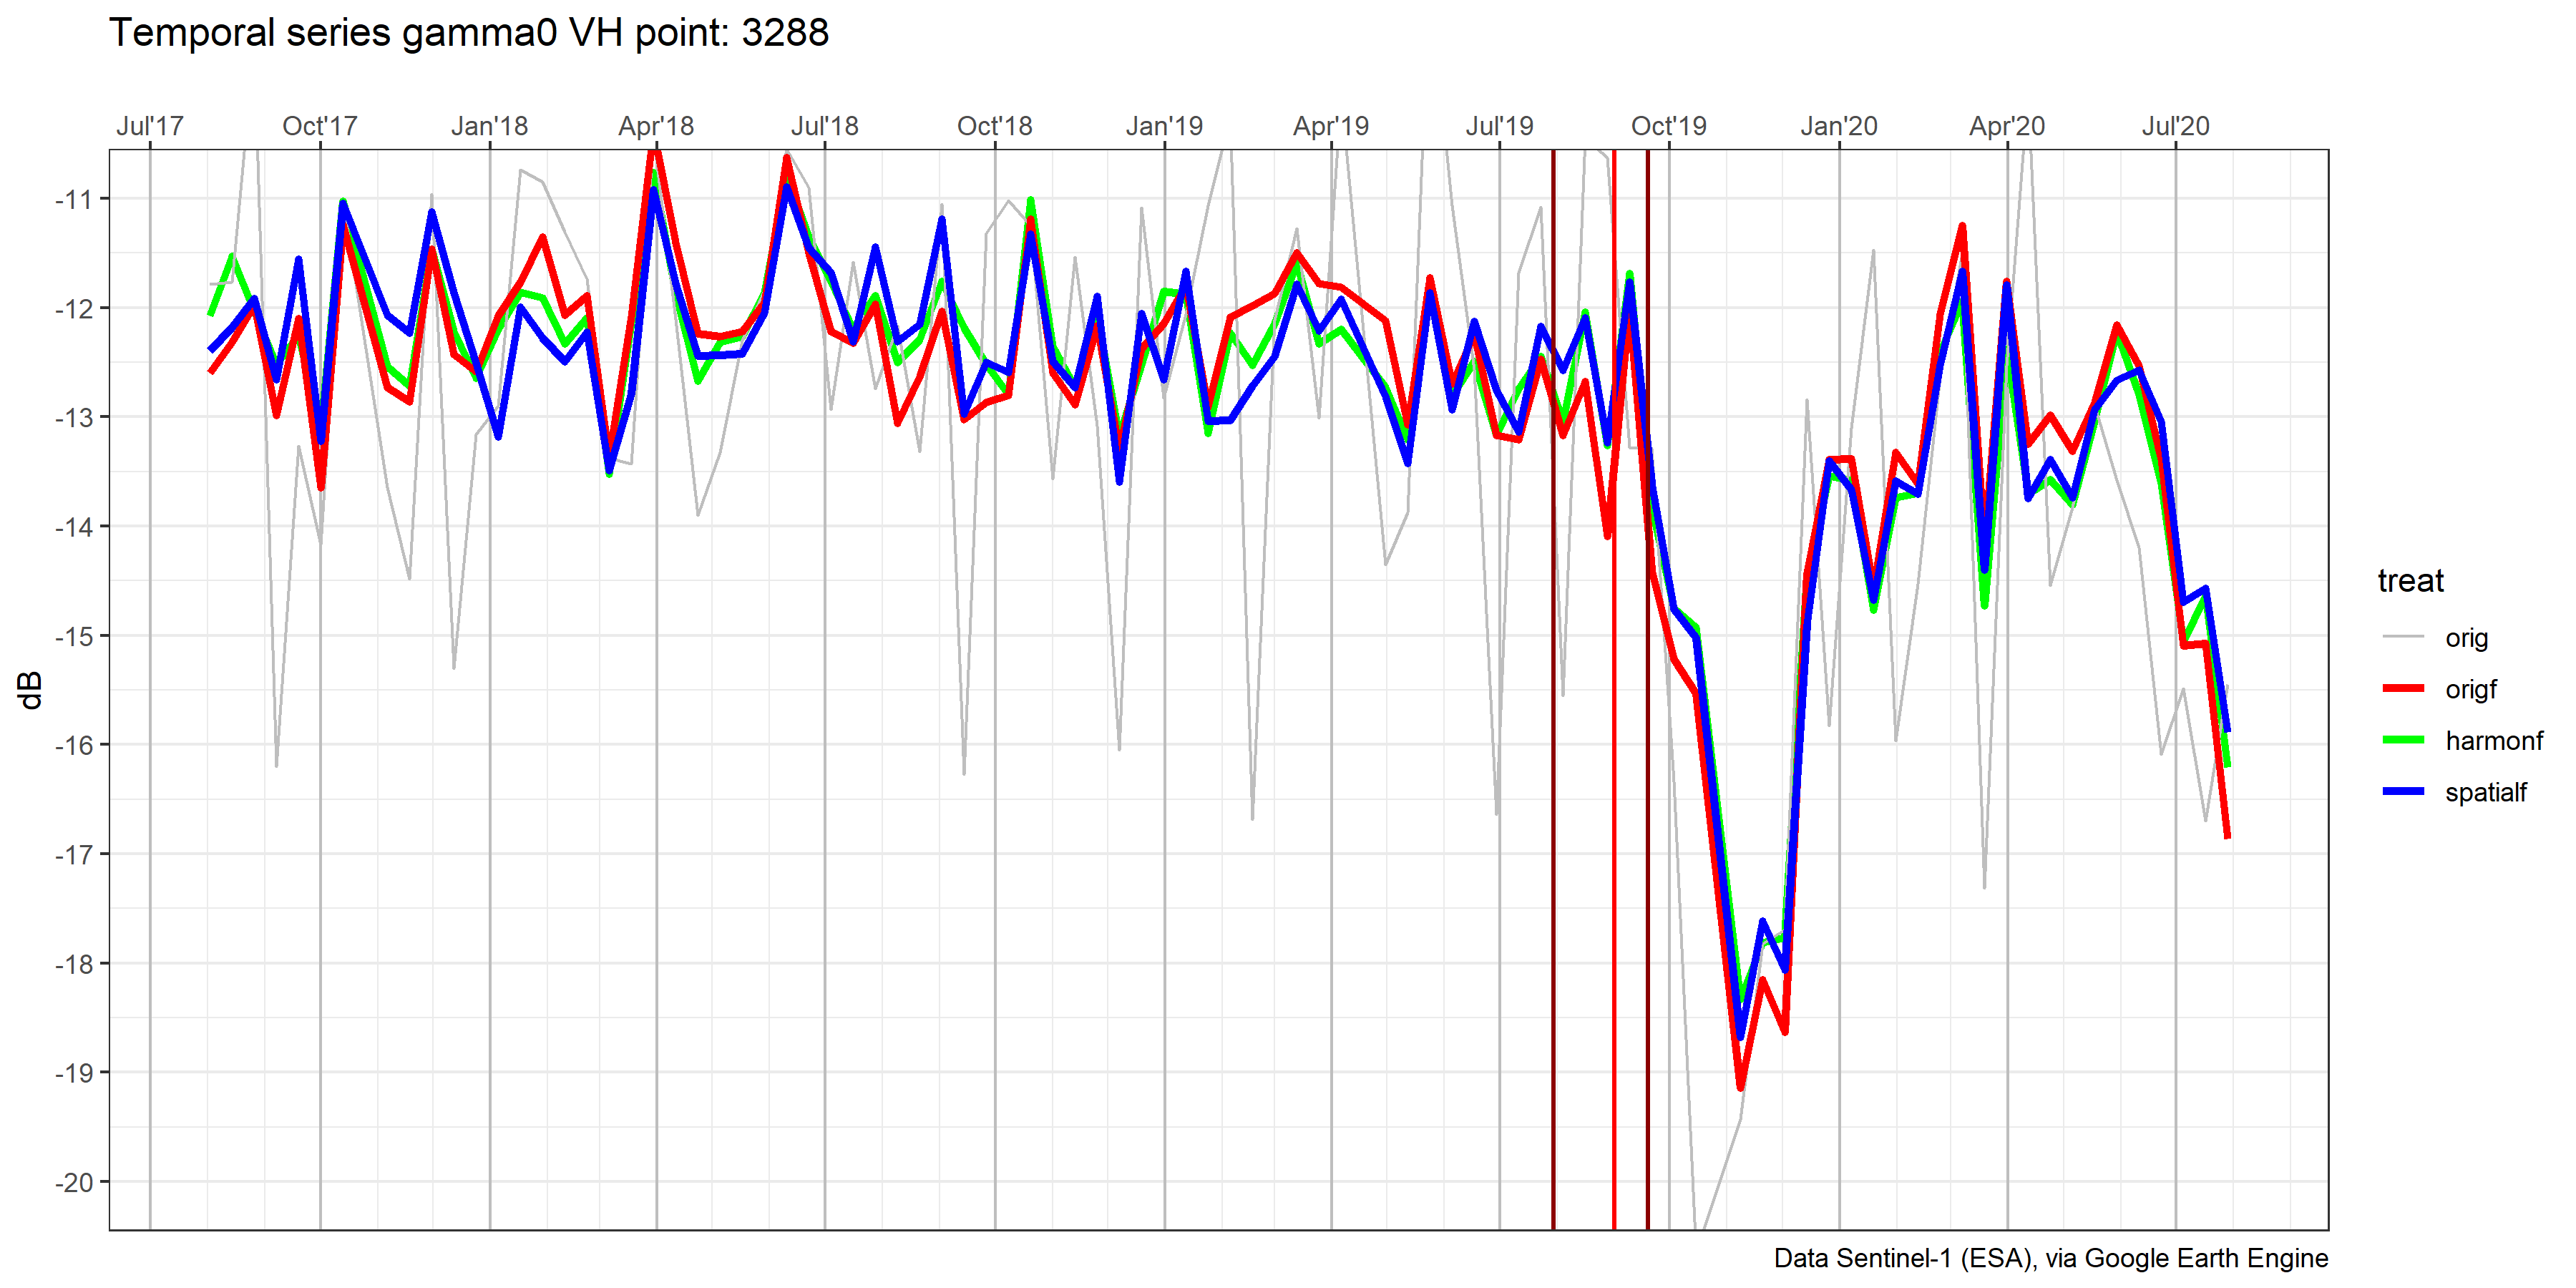 Temporal series gamma0 VH point: 3288
Jul'17 Oct'17 Jan'18 Apr'18 Jul'18 Oct'18 Jan'19 Apr'19 Jul'19 Oct'19 Jan'20 Apr'20 Jul'20
-11
-12
-13
-14
-15
-16
-17
-18
-19
-20
dB
treat
orig
origf
harmonf
spatialf
Data Sentinel-1 (ESA), via Google Earth Engine